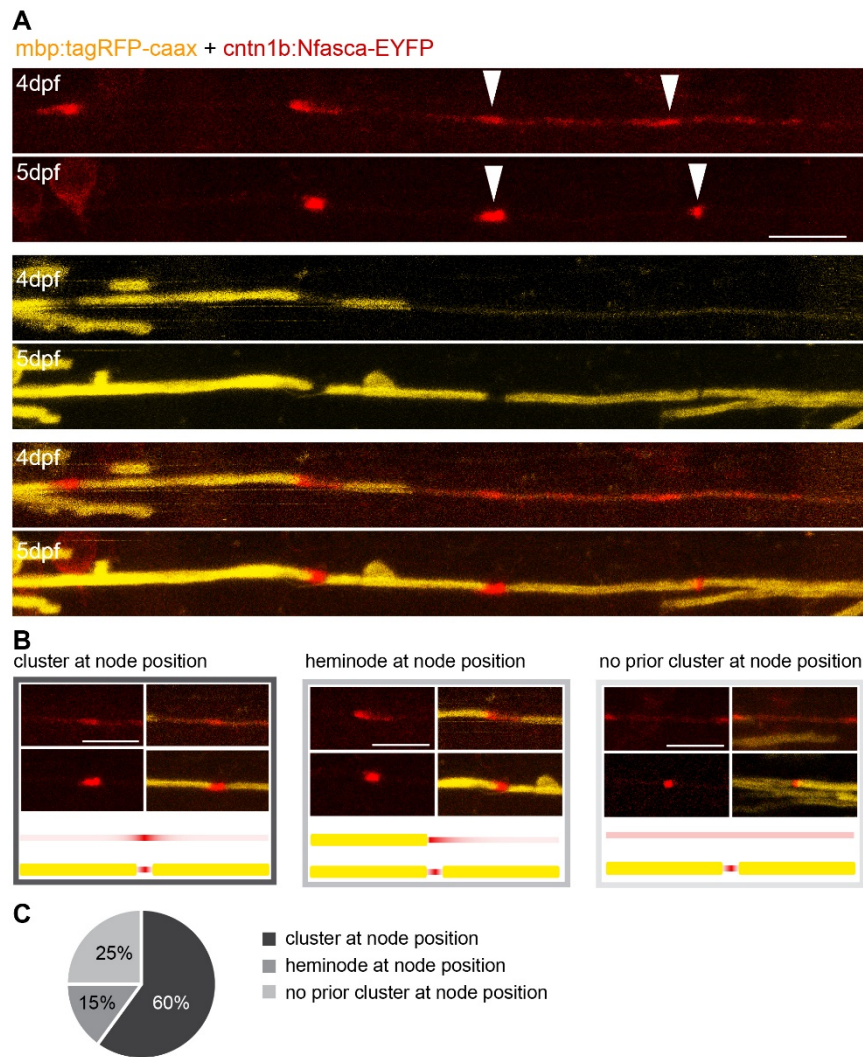 A
mbp:tagRFP-caax + cntn1b:Nfasca-EYFP
4dpf
5dpf
4dpf
5dpf
4dpf
5dpf
B
cluster at node position
heminode at node position
no prior cluster at node position
C
25%
15%
60%
cluster at node position
heminode at node position
no prior cluster at node position